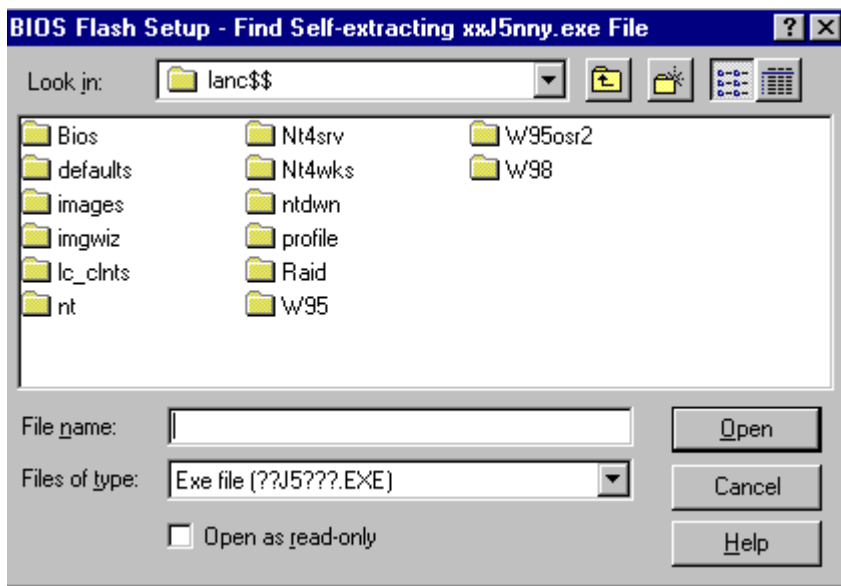 BIOS Flash Setup - Find Self-extracting xxJ5nny.exe File
Look in: lanc$$
Bios Nt4srv W95osr2
defaults Nt4wks W98
images ntdwn
imgwiz profile
lc_clnts Raid
nt W95
File name: Open
Files of type: Exe file (??J5???.EXE) Cancel
Open as read-only Help